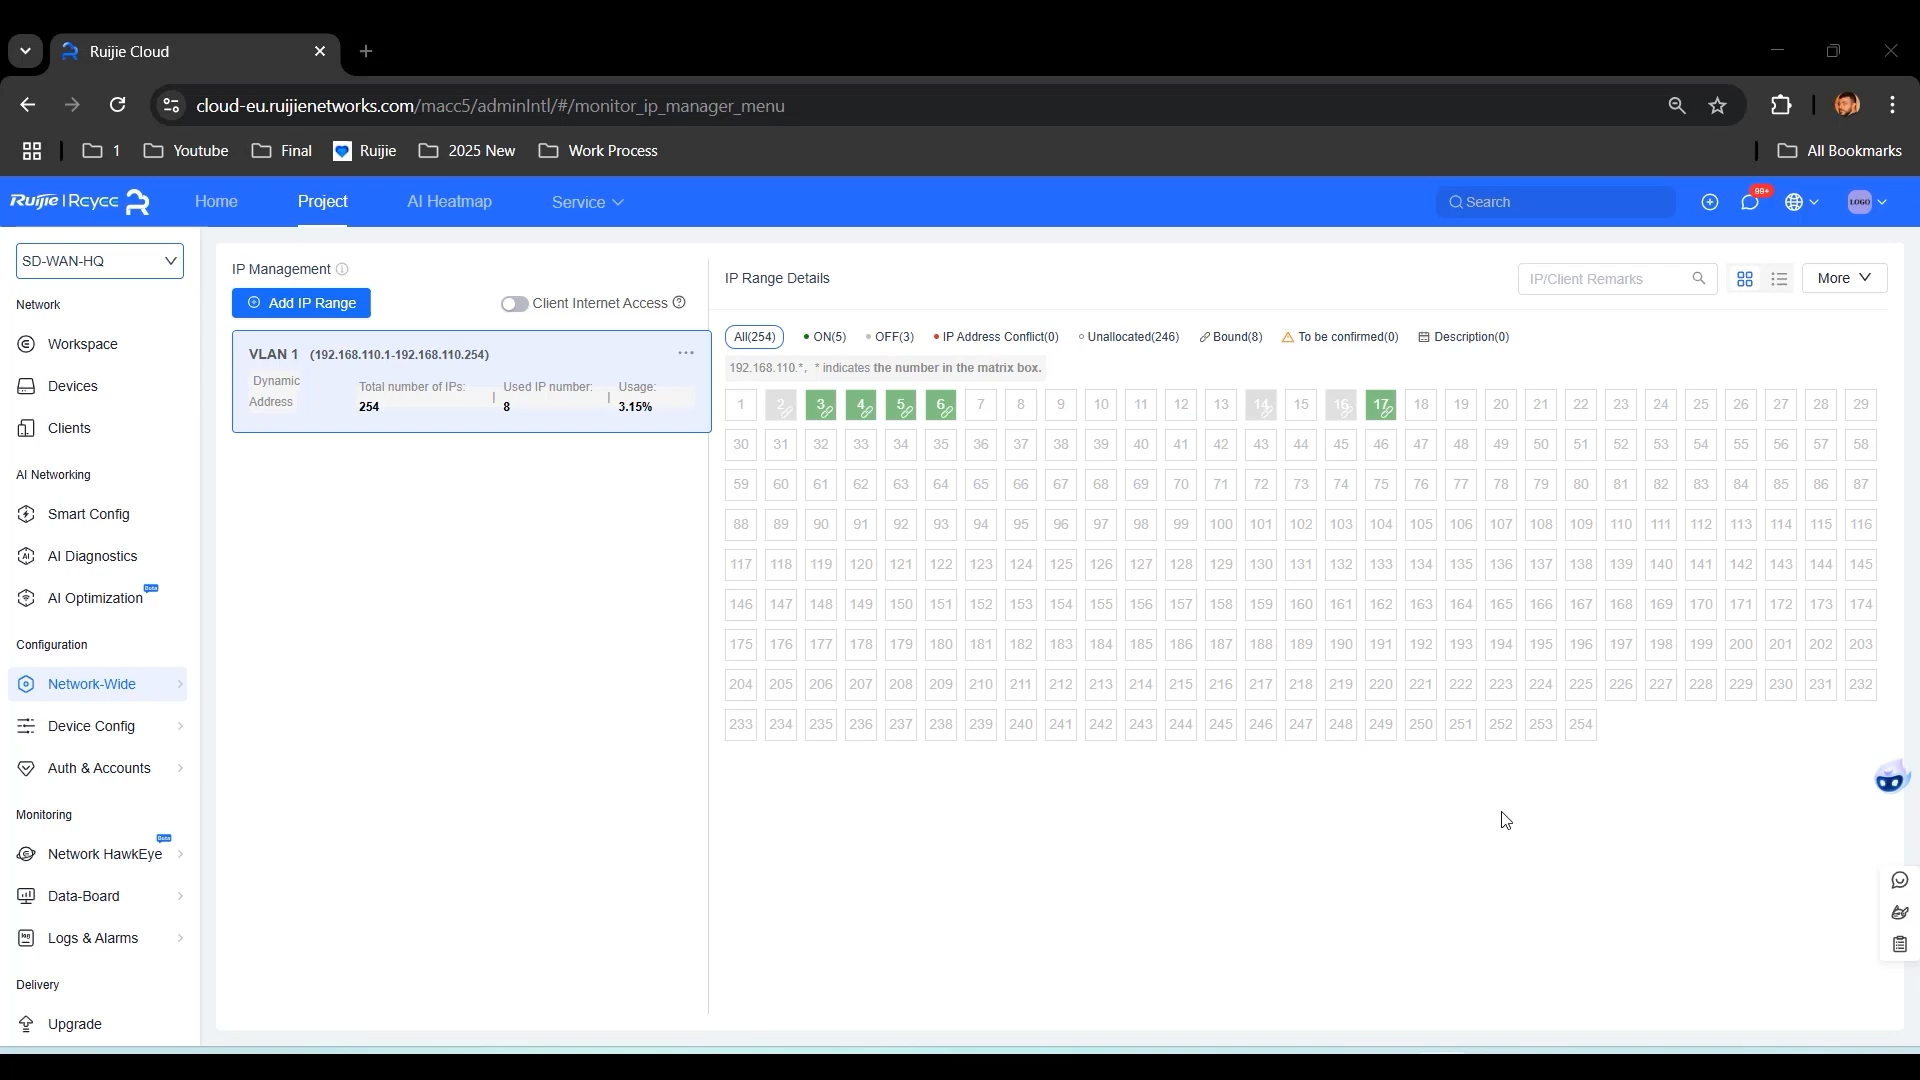 Ruijie Cloud
cloud-eu.ruijienetworks.com/macc5/adminIntl/#/monitor_ip_manager_menu
1 Youtube Final Ruijie 2025 New Work Process All Bookmarks
Ruijie | Rcycc Home Project AI Heatmap Service Search 99+ LOGO
SD-WAN-HQ
Network
Workspace
Devices
Clients
AI Networking
Smart Config
AI Diagnostics
AI Optimization Beta
Configuration
Network-Wide
Device Config
Auth & Accounts
Monitoring
Network HawkEye Beta
Data-Board
Logs & Alarms
Delivery
Upgrade
IP Management
Add IP Range Client Internet Access
VLAN 1 (192.168.110.1-192.168.110.254) ...
Dynamic Address
Total number of IPs: 254 | Used IP number: 8 | Usage: 3.15%
IP Range Details IP/Client Remarks More
All(254) ON(5) OFF(3) IP Address Conflict(0) Unallocated(246) Bound(8) To be confirmed(0) Description(0)
192.168.110.*, * indicates the number in the matrix box.
1 2 3 4 5 6 7 8 9 10 11 12 13 14 15 16 17 18 19 20 21 22 23 24 25 26 27 28 29
30 31 32 33 34 35 36 37 38 39 40 41 42 43 44 45 46 47 48 49 50 51 52 53 54 55 56 57 58
59 60 61 62 63 64 65 66 67 68 69 70 71 72 73 74 75 76 77 78 79 80 81 82 83 84 85 86 87
88 89 90 91 92 93 94 95 96 97 98 99 100 101 102 103 104 105 106 107 108 109 110 111 112 113 114 115 116
117 118 119 120 121 122 123 124 125 126 127 128 129 130 131 132 133 134 135 136 137 138 139 140 141 142 143 144 145
146 147 148 149 150 151 152 153 154 155 156 157 158 159 160 161 162 163 164 165 166 167 168 169 170 171 172 173 174
175 176 177 178 179 180 181 182 183 184 185 186 187 188 189 190 191 192 193 194 195 196 197 198 199 200 201 202 203
204 205 206 207 208 209 210 211 212 213 214 215 216 217 218 219 220 221 222 223 224 225 226 227 228 229 230 231 232
233 234 235 236 237 238 239 240 241 242 243 244 245 246 247 248 249 250 251 252 253 254